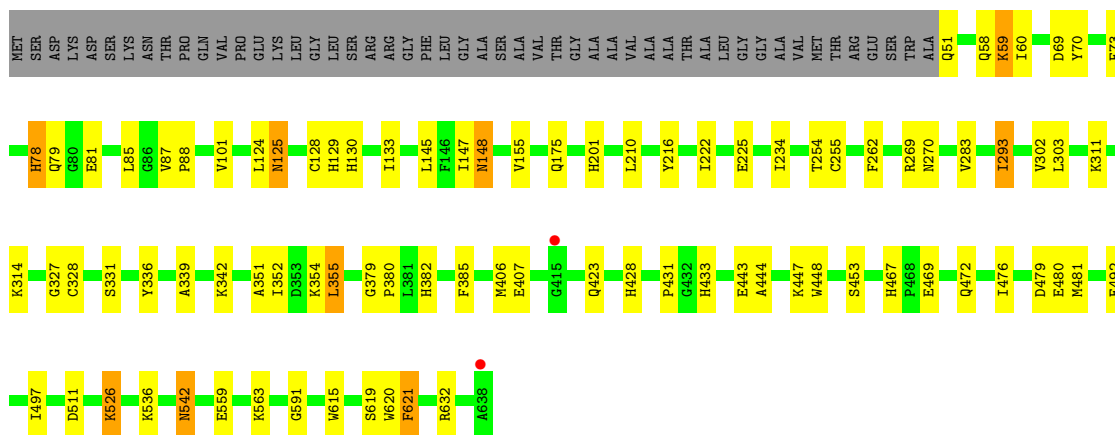 MET SER ASP LYS ASP SER LYS ASN THR PRO GLN VAL PRO GLU LYS LEU GLY LEU SER ARG ARG GLY PHE LEU GLY ALA SER ALA VAL THR GLY ALA ALA VAL ALA ALA THR ALA LEU GLY GLY ALA VAL MET THR ARG GLU SER TRP ALA Q51 Q58 K59 I60 D69 Y70
H78 Q79 G80 E81 L85 G86 V87 P88 V101 L124 N125 C128 H129 H130 I133 L145 F146 I147 N148 V155 Q175 H201 L210 Y216 I222 E225 I234 T254 C255 F262 R269 N270 V283 I293 V302 L303 K311
K314 G327 C328 S331 Y336 A339 K342 A351 I352 D353 K354 L355 G379 P380 L381 H382 F385 M406 E407 G415 Q423 H428 P431 G432 H433 E443 A444 K447 W448 S453 H467 P468 E469 Q472 I476 D479 E480 M481
I497 D511 K526 K536 N542 E559 K563 G591 W615 S619 W620 F621 R632 A638